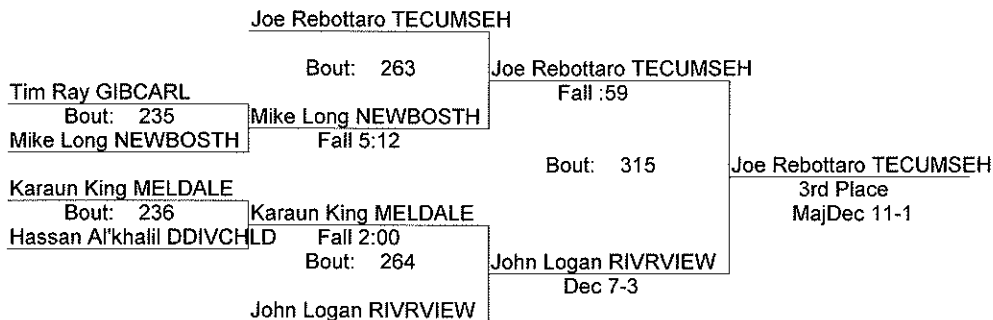 Joe Rebottaro TECUMSEH
Bout: 263
Joe Rebottaro TECUMSEH
Fall :59
Tim Ray GIBCARL
Bout: 235
Mike Long NEWBOSTH
Mike Long NEWBOSTH
Fall 5:12
Bout: 315
Joe Rebottaro TECUMSEH
3rd Place
MajDec 11-1
Karaun King MELDALE
Bout: 236
Hassan Al'khalil DDIVCHLD
Karaun King MELDALE
Fall 2:00
Bout: 264
John Logan RIVRVIEW
Dec 7-3
John Logan RIVRVIEW